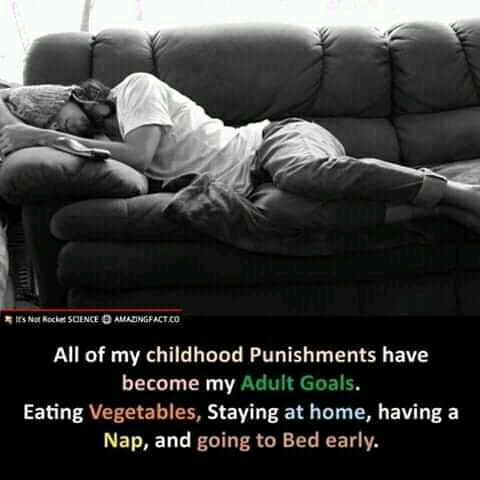 It's Not Rocket SCIENCE AMAZINGFACT.CO
All of my childhood Punishments have
become my Adult Goals.
Eating Vegetables, Staying at home, having a
Nap, and going to Bed early.